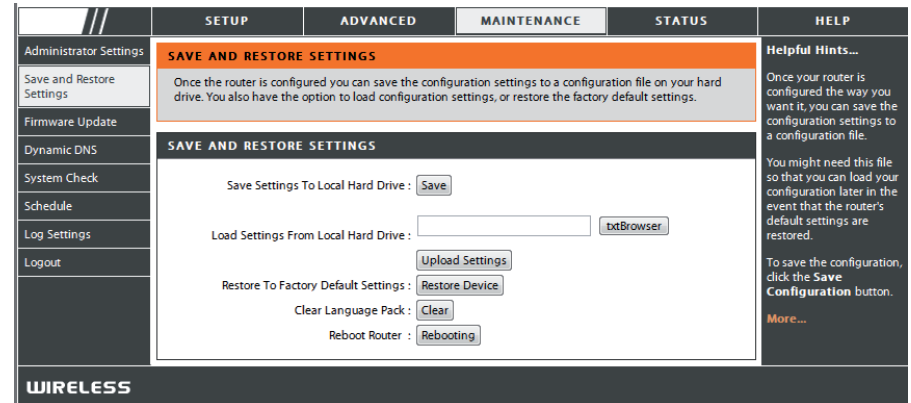 SETUP
ADVANCED
MAINTENANCE
STATUS
HELP
Administrator Settings
Save and Restore
Settings
Firmware Update
Dynamic DNS
System Check
Schedule
Log Settings
Logout
SAVE AND RESTORE SETTINGS
Once the router is configured you can save the configuration settings to a configuration file on your hard
drive. You also have the option to load configuration settings, or restore the factory default settings.
SAVE AND RESTORE SETTINGS
Save Settings To Local Hard Drive : Save
Load Settings From Local Hard Drive : txtBrowser
Upload Settings
Restore To Factory Default Settings : Restore Device
Clear Language Pack : Clear
Reboot Router : Rebooting
Helpful Hints...
Once your router is
configured the way you
want it, you can save the
configuration settings to
a configuration file.
You might need this file
so that you can load your
configuration later in the
event that the router's
default settings are
restored.
To save the configuration,
click the Save
Configuration button.
More...
WIRELESS